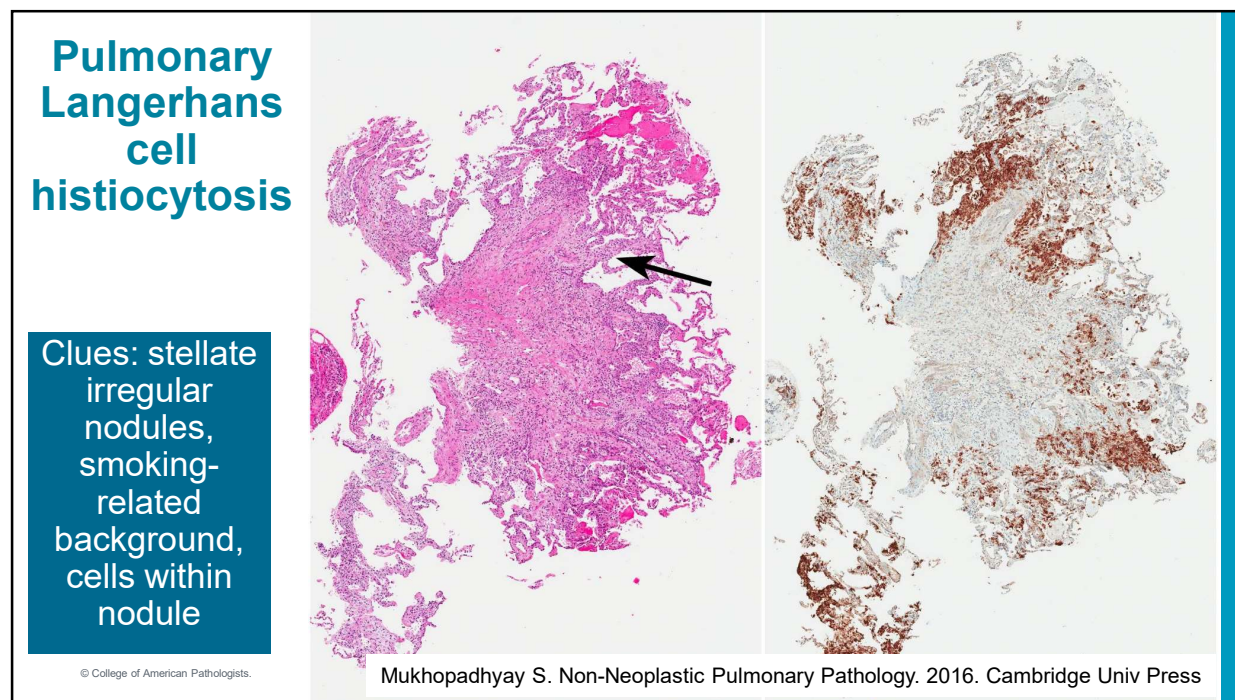 Pulmonary
Langerhans
cell
histiocytosis
Clues: stellate
irregular
nodules,
smoking-
related
background,
cells within
nodule
© College of American Pathologists.
Mukhopadhyay S. Non-Neoplastic Pulmonary Pathology. 2016. Cambridge Univ Press